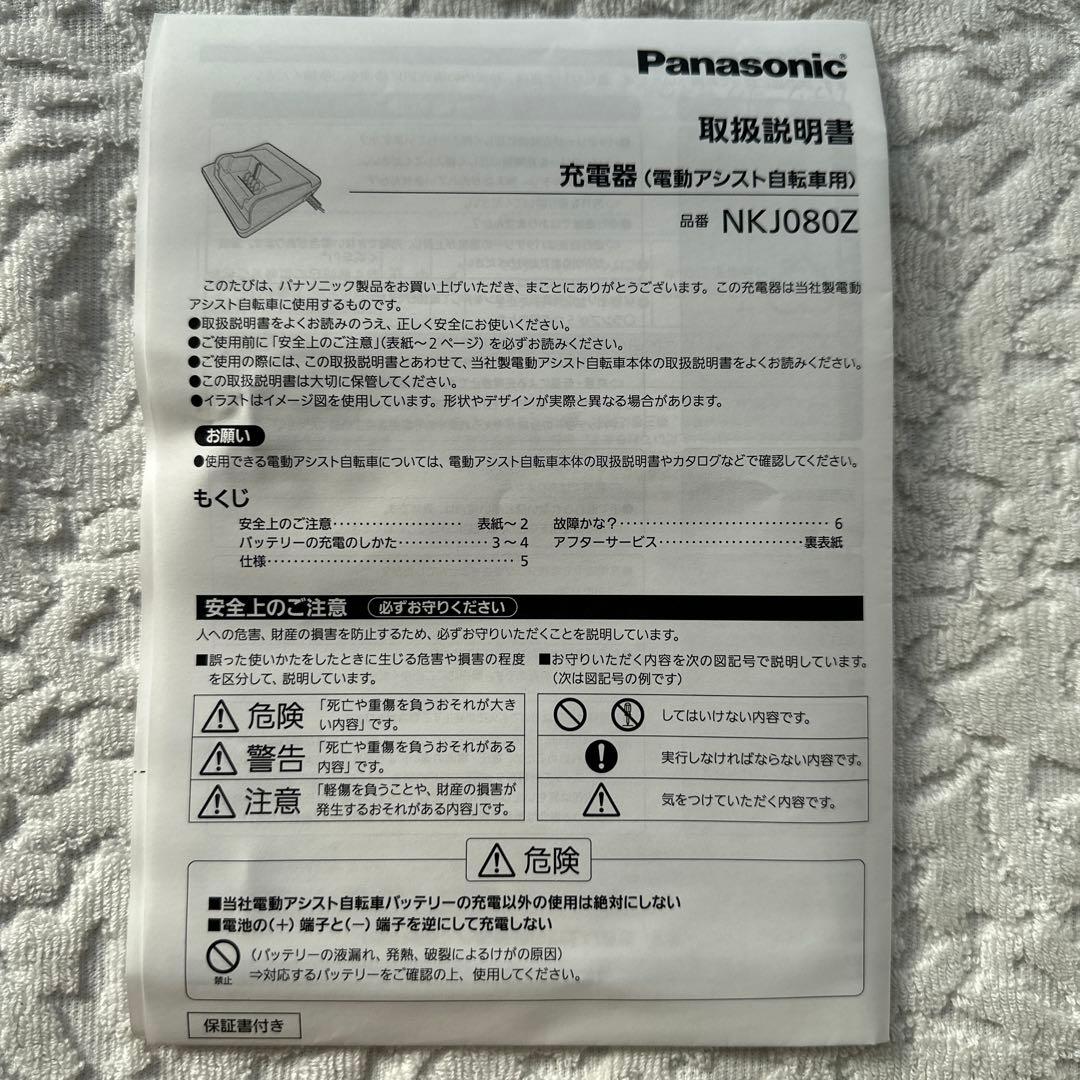 Panasonic®
取扱説明書
充電器(電動アシスト自転車用)
品番 NKJ080Z
このたびは、パナソニック製品をお買い上げいただき、まことにありがとうございます。この充電器は当社製電動
アシスト自転車に使用するものです。
●取扱説明書をよくお読みのうえ、正しく安全にお使いください。
●ご使用前に「安全上のご注意」(表紙～2ページ)を必ずお読みください。
●ご使用の際には、この取扱説明書とあわせて、当社製電動アシスト自転車本体の取扱説明書をよくお読みください。
●この取扱説明書は大切に保管してください。
●イラストはイメージ図を使用しています。形状やデザインが実際と異なる場合があります。
お願い
●使用できる電動アシスト自転車については、電動アシスト自転車本体の取扱説明書やカタログなどで確認してください。
もくじ
安全上のご注意‥‥‥‥‥‥‥‥‥‥ 表紙～2
バッテリーの充電のしかた‥‥‥‥‥‥‥ 3～4
仕様‥‥‥‥‥‥‥‥‥‥‥‥‥‥‥‥‥‥‥ 5
故障かな?‥‥‥‥‥‥‥‥‥‥‥‥‥‥‥‥ 6
アフターサービス‥‥‥‥‥‥‥‥‥‥‥裏表紙
安全上のご注意 必ずお守りください
人への危害、財産の損害を防止するため、必ずお守りいただくことを説明しています。
■誤った使いかたをしたときに生じる危害や損害の程度
を区分して、説明しています。
危険 「死亡や重傷を負うおそれが大き
い内容」です。
警告 「死亡や重傷を負うおそれがある
内容」です。
注意 「軽傷を負うことや、財産の損害が
発生するおそれがある内容」です。
■お守りいただく内容を次の図記号で説明しています。
(次は図記号の例です)
してはいけない内容です。
実行しなければならない内容です。
気をつけていただく内容です。
危険
■当社電動アシスト自転車バッテリーの充電以外の使用は絶対にしない
■電池の(+)端子と(−)端子を逆にして充電しない
禁止
(バッテリーの液漏れ、発熱、破裂によるけがの原因)
⇒対応するバッテリーをご確認の上、使用してください。
保証書付き